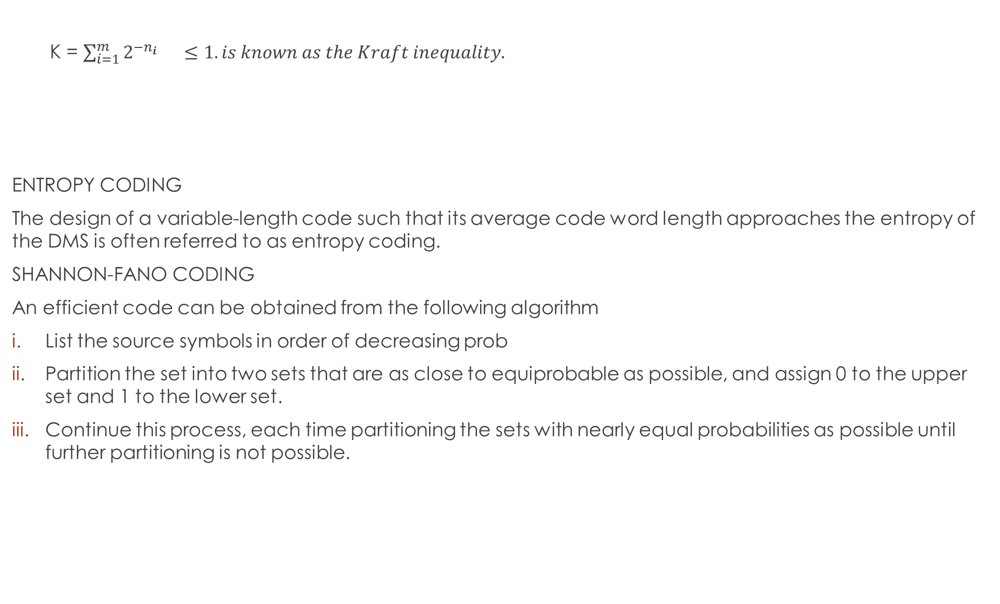 K = ∑_{i=1}^{m} 2^{−n_i} ≤ 1. is known as the Kraft inequality.
ENTROPY CODING
The design of a variable-length code such that its average code word length approaches the entropy of
the DMS is often referred to as entropy coding.
SHANNON-FANO CODING
An efficient code can be obtained from the following algorithm
i. List the source symbols in order of decreasing prob
ii. Partition the set into two sets that are as close to equiprobable as possible, and assign 0 to the upper
set and 1 to the lower set.
iii. Continue this process, each time partitioning the sets with nearly equal probabilities as possible until
further partitioning is not possible.